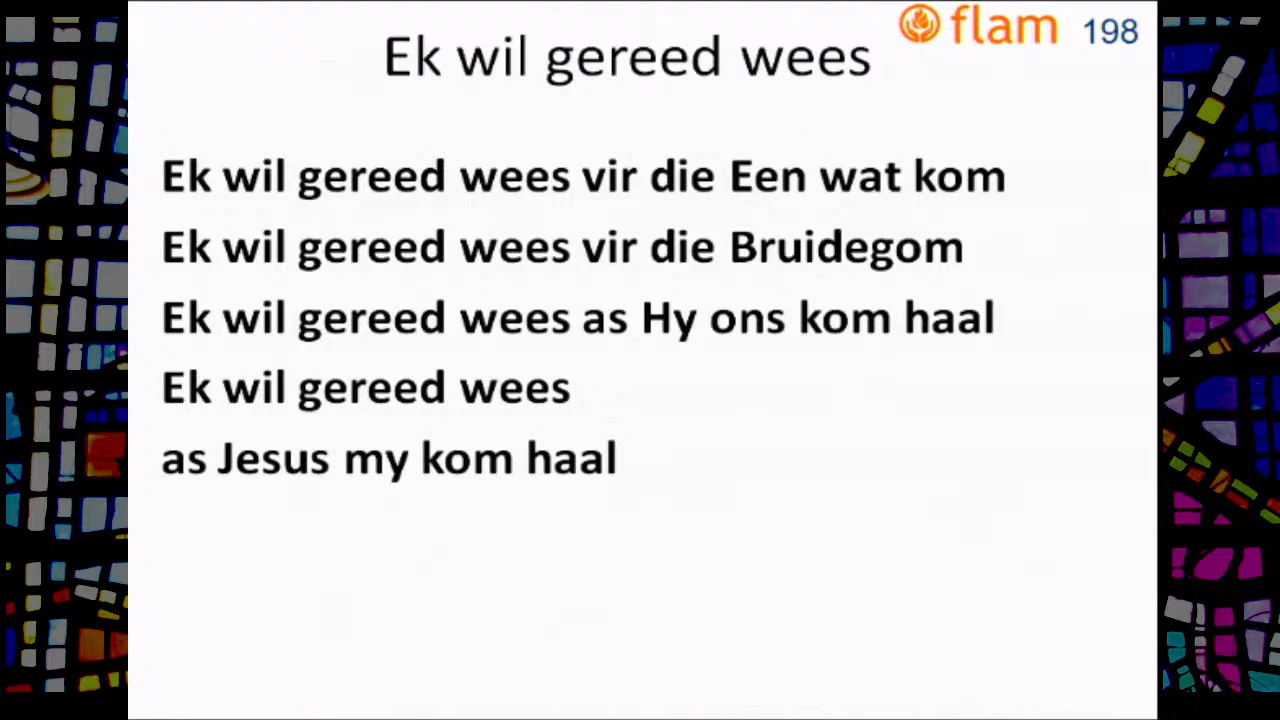 flam 198
Ek wil gereed wees
Ek wil gereed wees vir die Een wat kom
Ek wil gereed wees vir die Bruidegom
Ek wil gereed wees as Hy ons kom haal
Ek wil gereed wees
as Jesus my kom haal